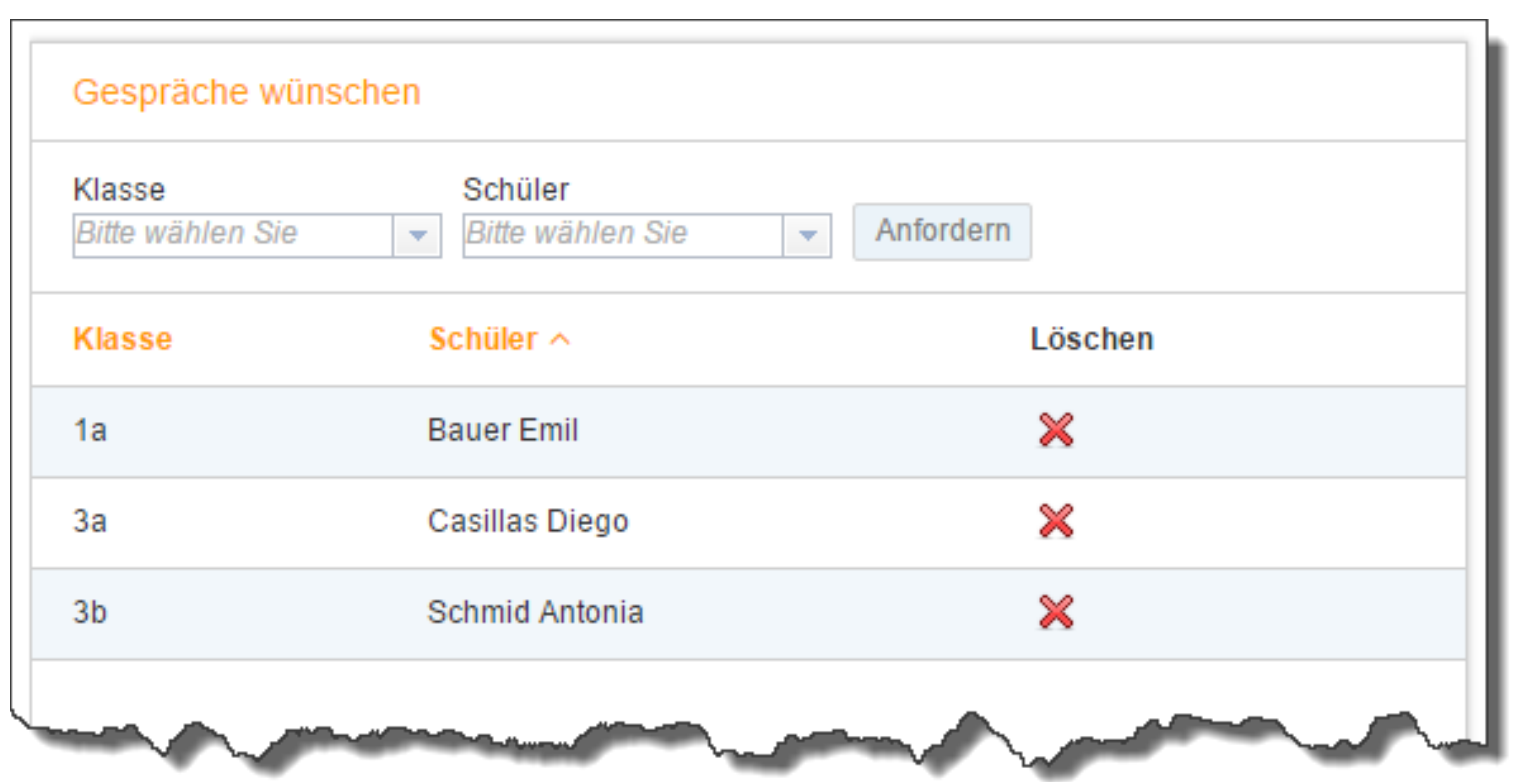 Gespräche wünschen
Klasse Schüler
Bitte wählen Sie Bitte wählen Sie Anfordern
Klasse Schüler Löschen
1a Bauer Emil
3a Casillas Diego
3b Schmid Antonia